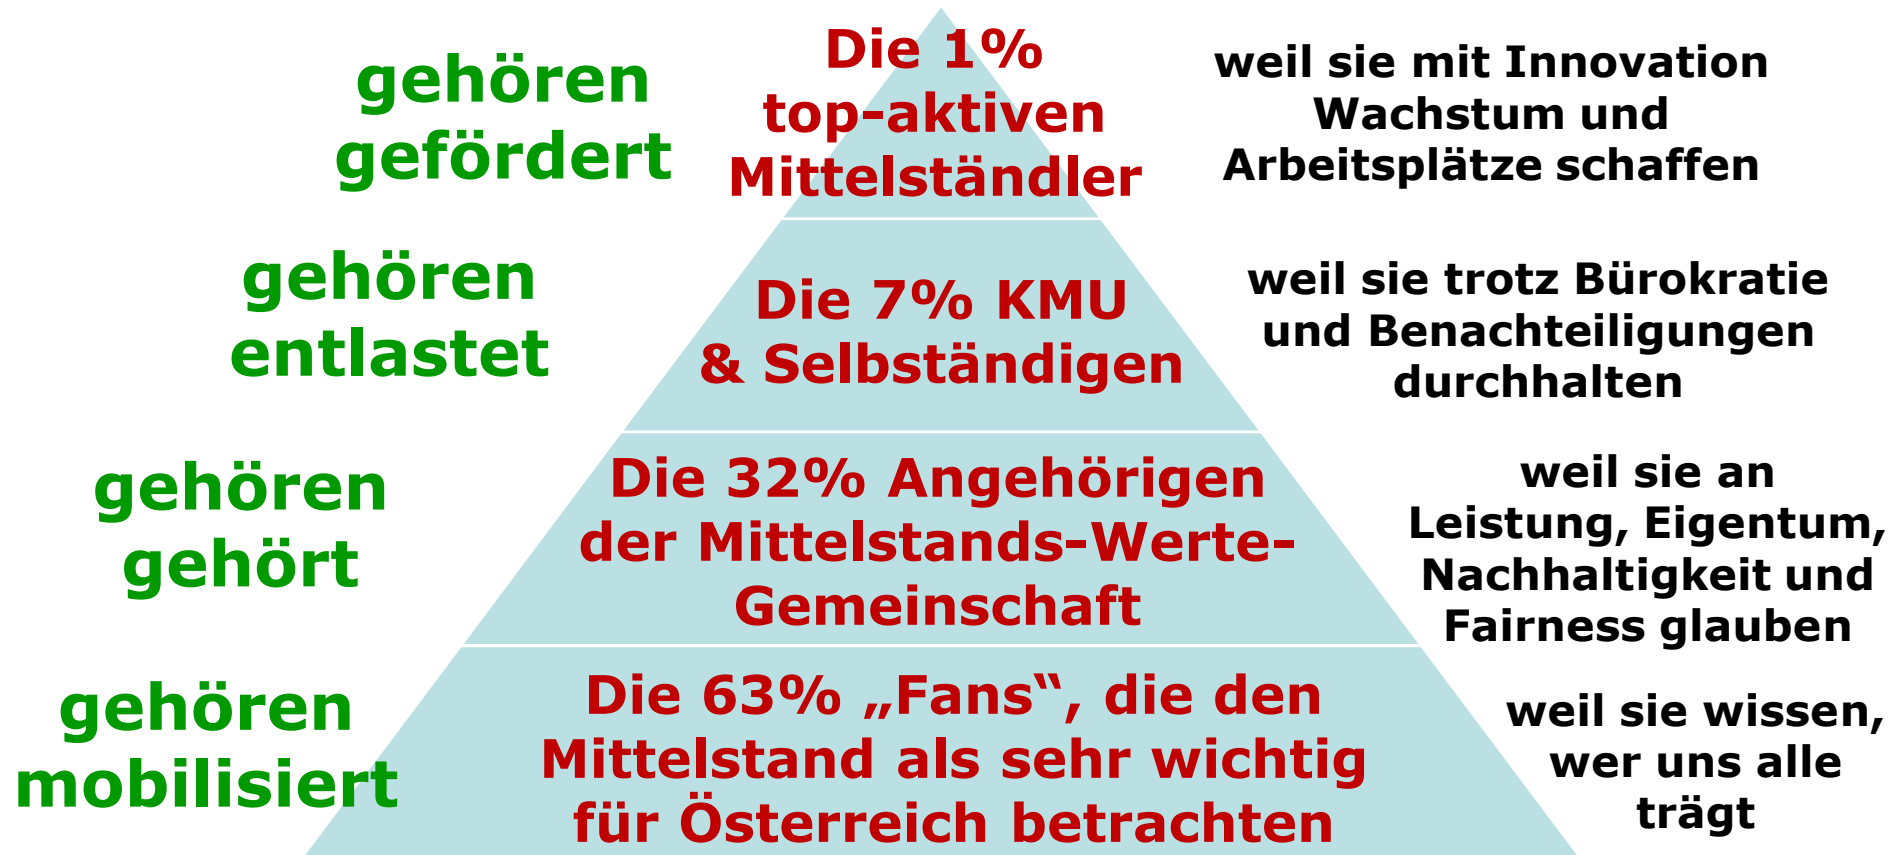 gehören
gefördert
Die 1%
top-aktiven
Mittelständler
weil sie mit Innovation
Wachstum und
Arbeitsplätze schaffen
gehören
entlastet
Die 7% KMU
& Selbständigen
weil sie trotz Bürokratie
und Benachteiligungen
durchhalten
gehören
gehört
Die 32% Angehörigen
der Mittelstands-Werte-
Gemeinschaft
weil sie an
Leistung, Eigentum,
Nachhaltigkeit und
Fairness glauben
gehören
mobilisiert
Die 63% „Fans“, die den
Mittelstand als sehr wichtig
für Österreich betrachten
weil sie wissen,
wer uns alle
trägt